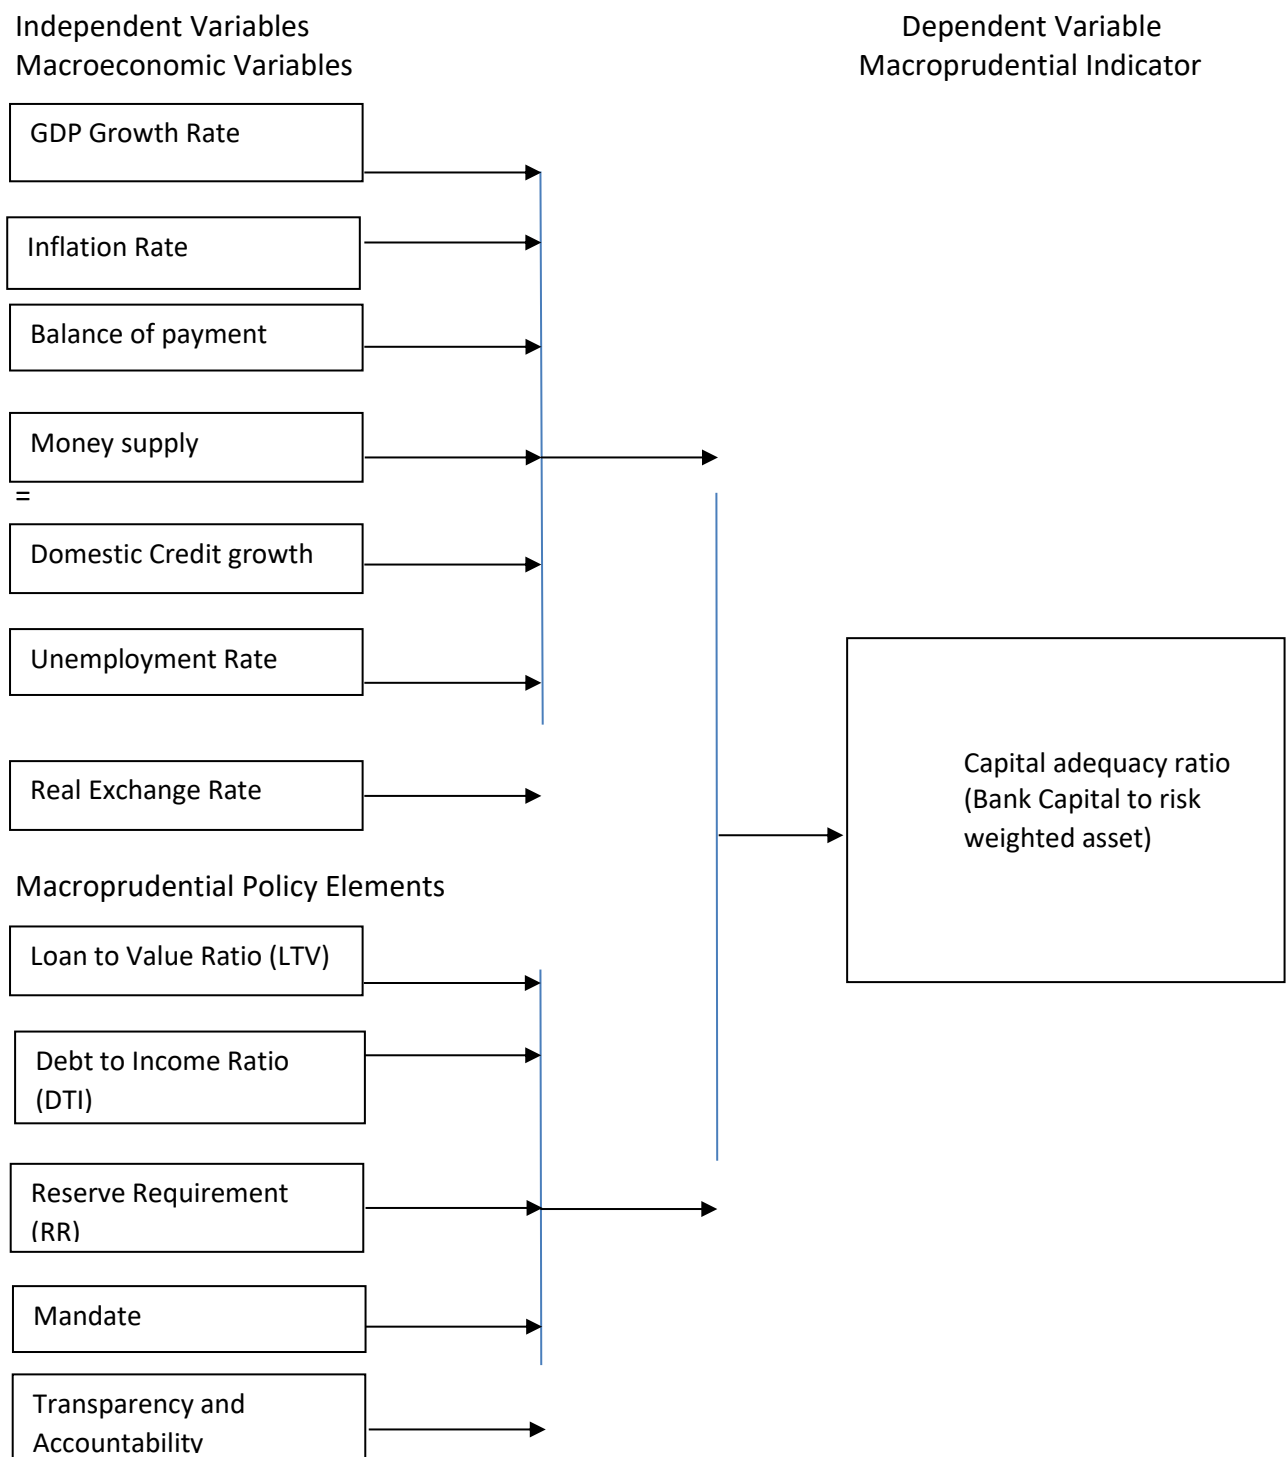 Independent Variables
Macroeconomic Variables
Dependent Variable
Macroprudential Indicator
GDP Growth Rate
Inflation Rate
Balance of payment
Money supply
=
Domestic Credit growth
Unemployment Rate
Real Exchange Rate
Capital adequacy ratio
(Bank Capital to risk
weighted asset)
Macroprudential Policy Elements
Loan to Value Ratio (LTV)
Debt to Income Ratio
(DTI)
Reserve Requirement
(RR)
Mandate
Transparency and
Accountability